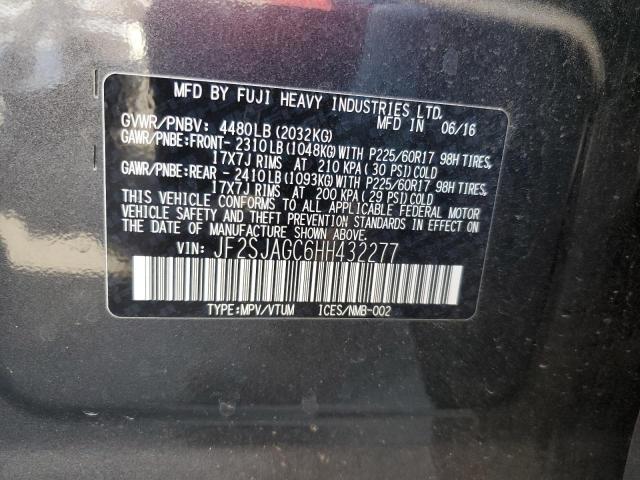 MFD BY FUJI HEAVY INDUSTRIES LTD.
MFD IN 06/16
GVWR/PNBV: 4480LB (2032KG)
GAWR/PNBE:FRONT- 2310LB (1048KG) WITH P225/60R17 98H TIRES,
17X7J RIMS AT 210 KPA (30 PSI) COLD
GAWR/PNBE:REAR - 2410LB (1093KG) WITH P225/60R17 98H TIRES,
17X7J RIMS AT 200 KPA (29 PSI) COLD
THIS VEHICLE CONFORMS TO ALL APPLICABLE FEDERAL MOTOR
VEHICLE SAFETY AND THEFT PREVENTION STANDARDS IN EFFECT ON
THE DATE OF MANUFACTURE SHOWN ABOVE.
VIN: JF2SJAGC6HH432277
TYPE:MPV/VTUM ICES/NMB-002